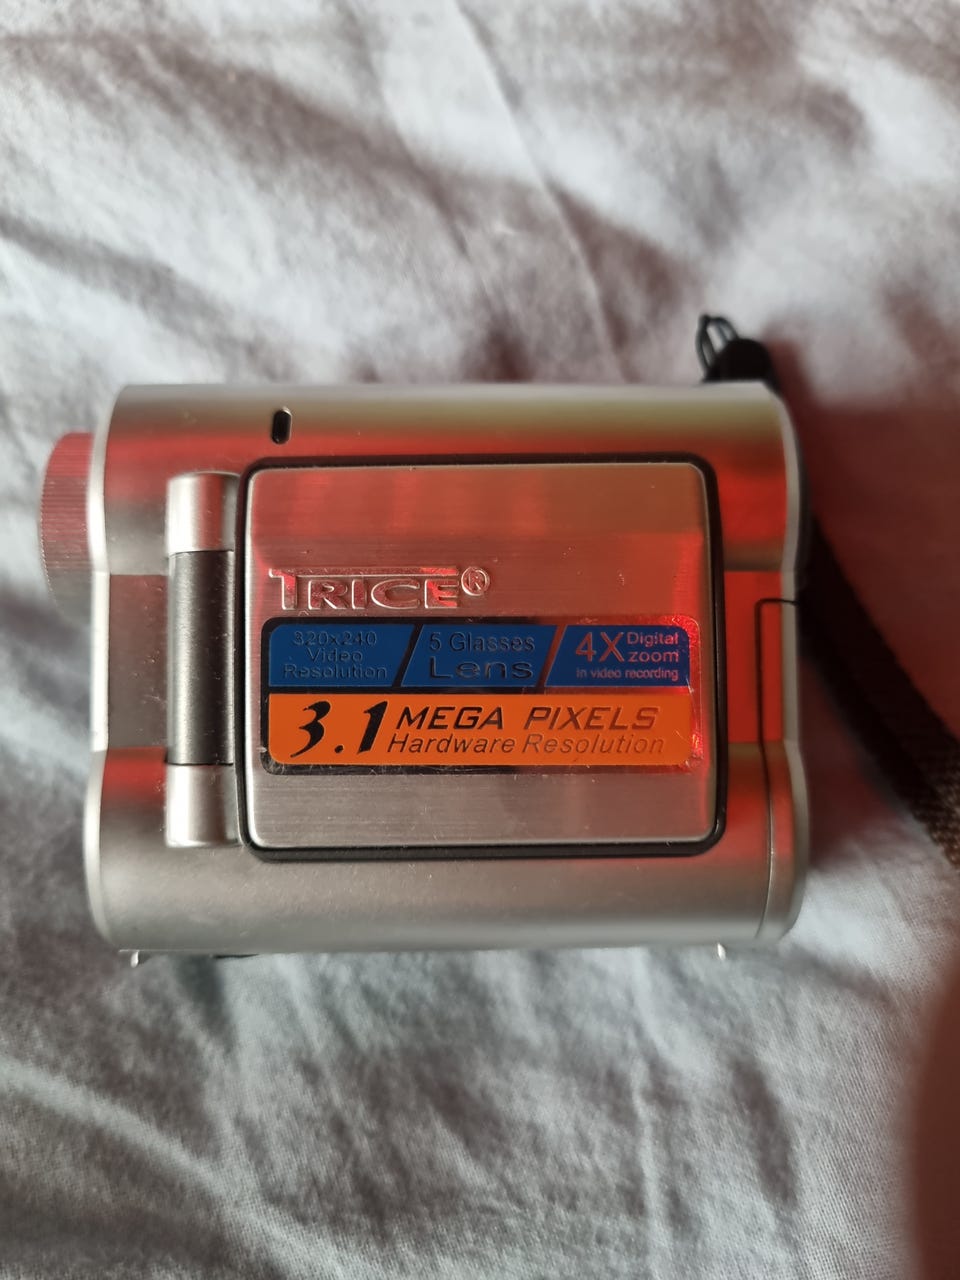 TRICE®
320x240
Video
Resolution
5 Glasses
Lens
4X Digital
zoom
in video recording
3.1 MEGA PIXELS
Hardware Resolution